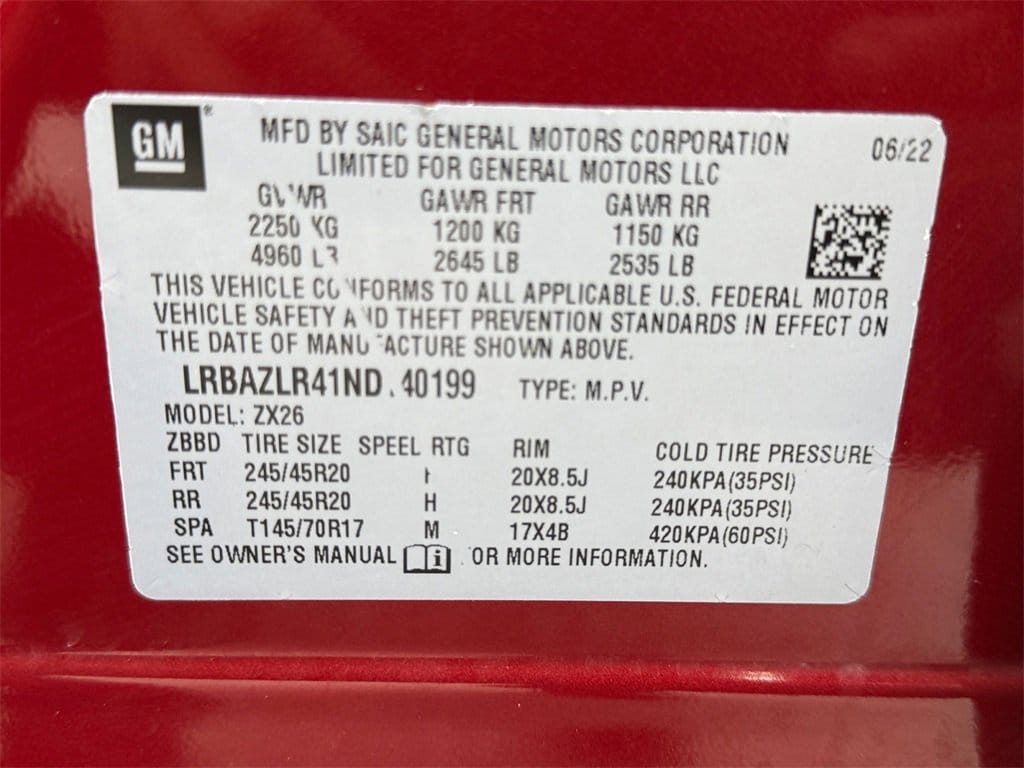 GM ®
MFD BY SAIC GENERAL MOTORS CORPORATION 06/22
LIMITED FOR GENERAL MOTORS LLC
GVWR GAWR FRT GAWR RR
2250 KG 1200 KG 1150 KG
4960 LB 2645 LB 2535 LB
THIS VEHICLE CONFORMS TO ALL APPLICABLE U.S. FEDERAL MOTOR
VEHICLE SAFETY AND THEFT PREVENTION STANDARDS IN EFFECT ON
THE DATE OF MANUFACTURE SHOWN ABOVE.
TYPE: M.P.V.
MODEL: ZX26
ZBBD TIRE SIZE SPEEL RTG RIM COLD TIRE PRESSURE
FRT 245/45R20 20X8.5J 240KPA(35PSI)
RR 245/45R20 H 20X8.5J 240KPA(35PSI)
SPA T145/70R17 M 17X4B 420KPA(60PSI)
SEE OWNER'S MANUAL FOR MORE INFORMATION.